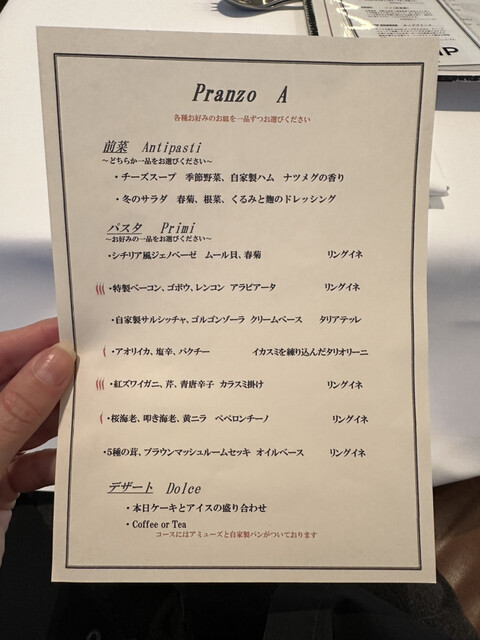 Pranzo A
各種お好みのお皿を一品ずつお選びください
前菜 Antipasti
～どちらか一品をお選びください～
・チーズスープ 季節野菜、自家製ハム ナツメグの香り
・冬のサラダ 春菊、根菜、くるみと麹のドレッシング
パスタ Primi
～お好みの一品をお選びください～
・シチリア風ジェノベーゼ ムール貝、春菊 リングイネ
・特製ベーコン、ゴボウ、レンコン アラビアータ リングイネ
・自家製サルシッチャ、ゴルゴンゾーラ クリームベース タリアテッレ
・アオリイカ、塩辛、パクチー イカスミを練り込んだタリオリーニ
・紅ズワイガニ、芹、青唐辛子 カラスミ掛け リングイネ
・桜海老、叩き海老、黄ニラ ペペロンチーノ リングイネ
・5種の茸、ブラウンマッシュルームセッキ オイルベース リングイネ
デザート Dolce
・本日ケーキとアイスの盛り合わせ
・Coffee or Tea
コースにはアミューズと自家製パンがついております